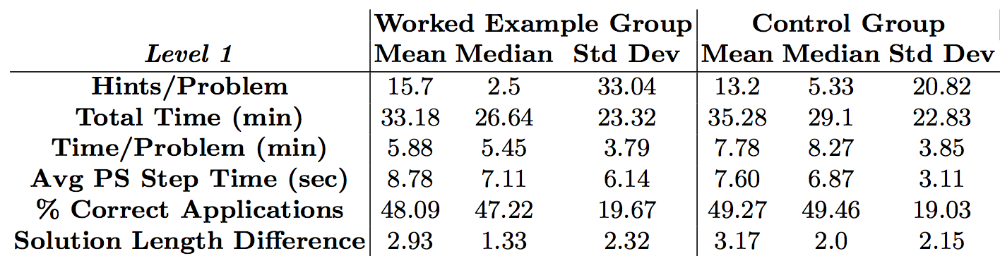 Worked Example Group Control Group
Level 1 Mean Median Std Dev Mean Median Std Dev
Hints/Problem 15.7 2.5 33.04 13.2 5.33 20.82
Total Time (min) 33.18 26.64 23.32 35.28 29.1 22.83
Time/Problem (min) 5.88 5.45 3.79 7.78 8.27 3.85
Avg PS Step Time (sec) 8.78 7.11 6.14 7.60 6.87 3.11
% Correct Applications 48.09 47.22 19.67 49.27 49.46 19.03
Solution Length Difference 2.93 1.33 2.32 3.17 2.0 2.15